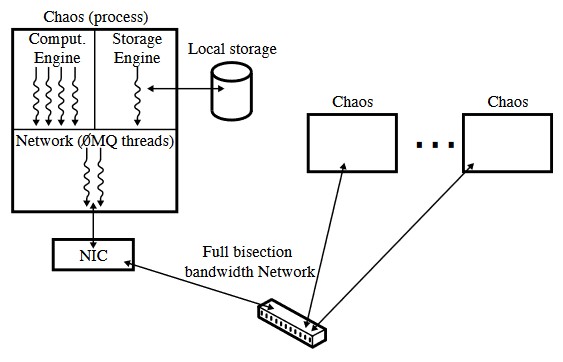 Chaos (process)
Comput.
Engine
Storage
Engine
Local storage
Network (ØMQ threads)
NIC
Chaos
Chaos
Full bisection
bandwidth Network